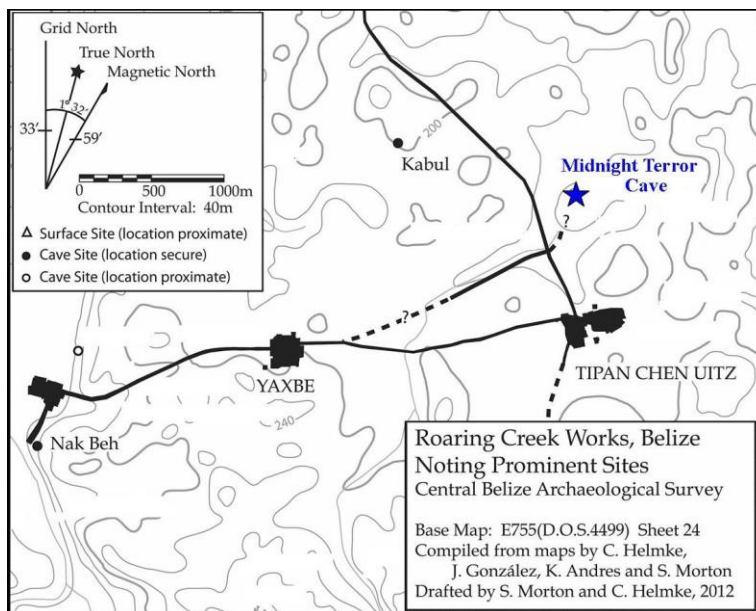 Grid North
True North
Magnetic North
1° 32'
33'
59'
0 500 1000m
Contour Interval: 40m
Surface Site (location proximate)
Cave Site (location secure)
Cave Site (location proximate)
200
Kabul
Midnight Terror
Cave
?
?
YAXBE
TIPAN CHEN UITZ
240
Nak Beh
Roaring Creek Works, Belize
Noting Prominent Sites
Central Belize Archaeological Survey
Base Map: E755(D.O.S.4499) Sheet 24
Compiled from maps by C. Helmke,
J. González, K. Andres and S. Morton
Drafted by S. Morton and C. Helmke, 2012